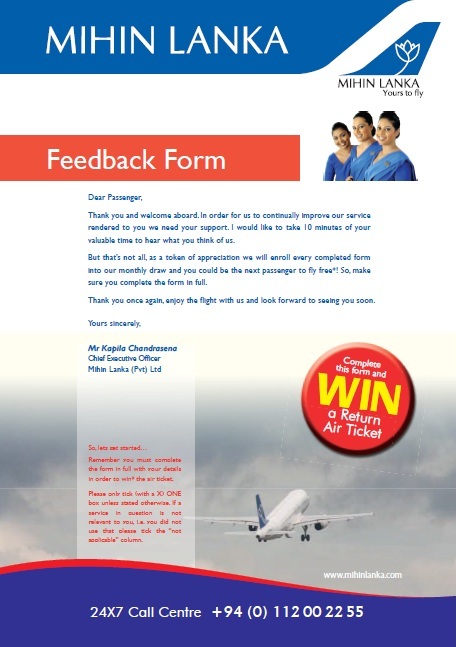 MIHIN LANKA
MIHIN LANKA
Yours to fly
Feedback Form
Dear Passenger,
Thank you and welcome aboard. In order for us to continually improve our service
rendered to you we need your support. I would like to take 10 minutes of your
valuable time to hear what you think of us.
But that's not all, as a token of appreciation we will enroll every completed form
into our monthly draw and you could be the next passenger to fly free*! So, make
sure you complete the form in full.
Thank you once again, enjoy the flight with us and look forward to seeing you soon.
Yours sincerely,
Mr Kapila Chandrasena
Chief Executive Officer
Mihin Lanka (Pvt) Ltd
Complete
this form and
WIN
a Return
Air Ticket
So, lets get started...
Remember you must complete
the form in full with your details
in order to win* the air ticket.
Please only tick (with a X) ONE
box unless stated otherwise. If a
service in question is not
relevant to you, i.e. you did not
use that please tick the "not
applicable" column.
www.mihinlanka.com
24X7 Call Centre +94 (0) 112 00 22 55